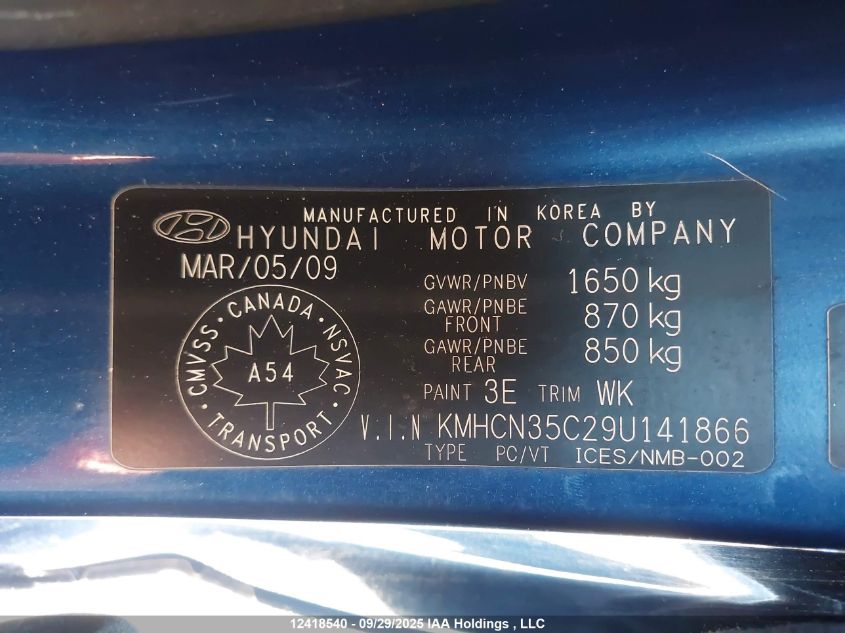 MANUFACTURED IN KOREA BY
HYUNDAI MOTOR COMPANY
MAR/05/09
GVWR/PNBV 1650 kg
GAWR/PNBE FRONT 870 kg
GAWR/PNBE REAR 850 kg
PAINT 3E TRIM WK
V.I.N KMHCN35C29U141866
TYPE PC/VT ICES/NMB-002
CMVSS · CANADA · NSVAC · TRANSPORT ·
A54
12418540 - 09/29/2025 IAA Holdings , LLC